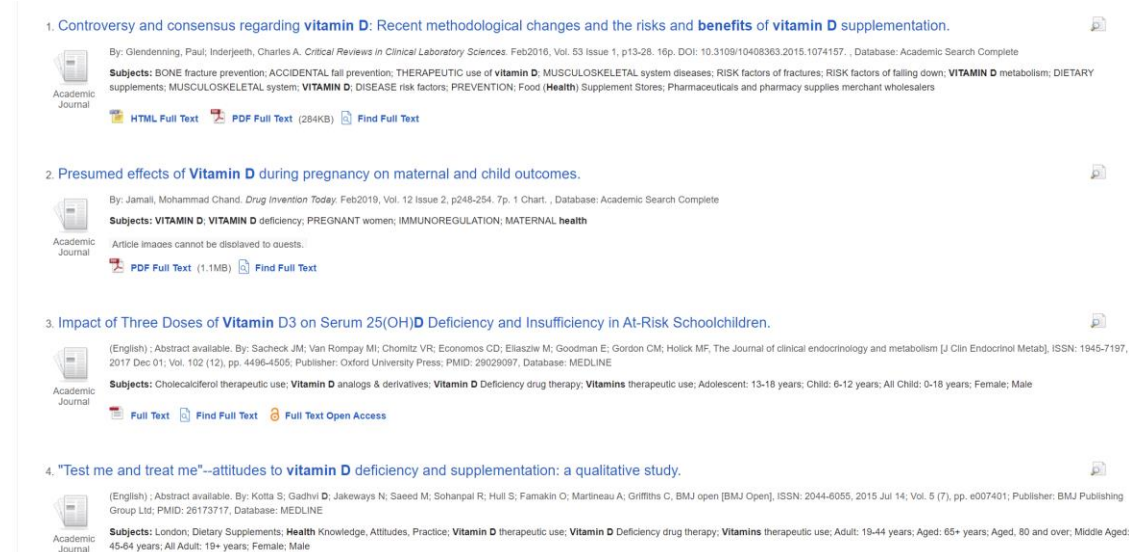 1. Controversy and consensus regarding vitamin D: Recent methodological changes and the risks and benefits of vitamin D supplementation.
By: Glendenning, Paul; Inderjeeth, Charles A. Critical Reviews in Clinical Laboratory Sciences. Feb2016, Vol. 53 Issue 1, p13-28. 16p. DOI: 10.3109/10408363.2015.1074157. , Database: Academic Search Complete
Subjects: BONE fracture prevention; ACCIDENTAL fall prevention; THERAPEUTIC use of vitamin D; MUSCULOSKELETAL system diseases; RISK factors of fractures; RISK factors of falling down; VITAMIN D metabolism; DIETARY
supplements; MUSCULOSKELETAL system; VITAMIN D; DISEASE risk factors; PREVENTION; Food (Health) Supplement Stores; Pharmaceuticals and pharmacy supplies merchant wholesalers
Academic
Journal
HTML Full Text PDF Full Text (284KB) Find Full Text
2. Presumed effects of Vitamin D during pregnancy on maternal and child outcomes.
By: Jamali, Mohammad Chand. Drug Invention Today. Feb2019, Vol. 12 Issue 2, p248-254. 7p. 1 Chart. , Database: Academic Search Complete
Subjects: VITAMIN D; VITAMIN D deficiency; PREGNANT women; IMMUNOREGULATION; MATERNAL health
Academic
Journal
Article images cannot be displayed to guests.
PDF Full Text (1.1MB) Find Full Text
3. Impact of Three Doses of Vitamin D3 on Serum 25(OH)D Deficiency and Insufficiency in At-Risk Schoolchildren.
(English) ; Abstract available. By: Sacheck JM; Van Rompay MI; Chomitz VR; Economos CD; Eliasziw M; Goodman E; Gordon CM; Holick MF, The Journal of clinical endocrinology and metabolism [J Clin Endocrinol Metab], ISSN: 1945-7197,
2017 Dec 01; Vol. 102 (12), pp. 4496-4505; Publisher: Oxford University Press; PMID: 29029097, Database: MEDLINE
Subjects: Cholecalciferol therapeutic use; Vitamin D analogs & derivatives; Vitamin D Deficiency drug therapy; Vitamins therapeutic use; Adolescent: 13-18 years; Child: 6-12 years; All Child: 0-18 years; Female; Male
Academic
Journal
Full Text Find Full Text Full Text Open Access
4. "Test me and treat me"--attitudes to vitamin D deficiency and supplementation: a qualitative study.
(English) ; Abstract available. By: Kotta S; Gadhvi D; Jakeways N; Saeed M; Sohanpal R; Hull S; Famakin O; Martineau A; Griffiths C, BMJ open [BMJ Open], ISSN: 2044-6055, 2015 Jul 14; Vol. 5 (7), pp. e007401; Publisher: BMJ Publishing
Group Ltd; PMID: 26173717, Database: MEDLINE
Subjects: London; Dietary Supplements; Health Knowledge, Attitudes, Practice; Vitamin D therapeutic use; Vitamin D Deficiency drug therapy; Vitamins therapeutic use; Adult: 19-44 years; Aged: 65+ years; Aged, 80 and over; Middle Aged:
45-64 years; All Adult: 19+ years; Female; Male
Academic
Journal